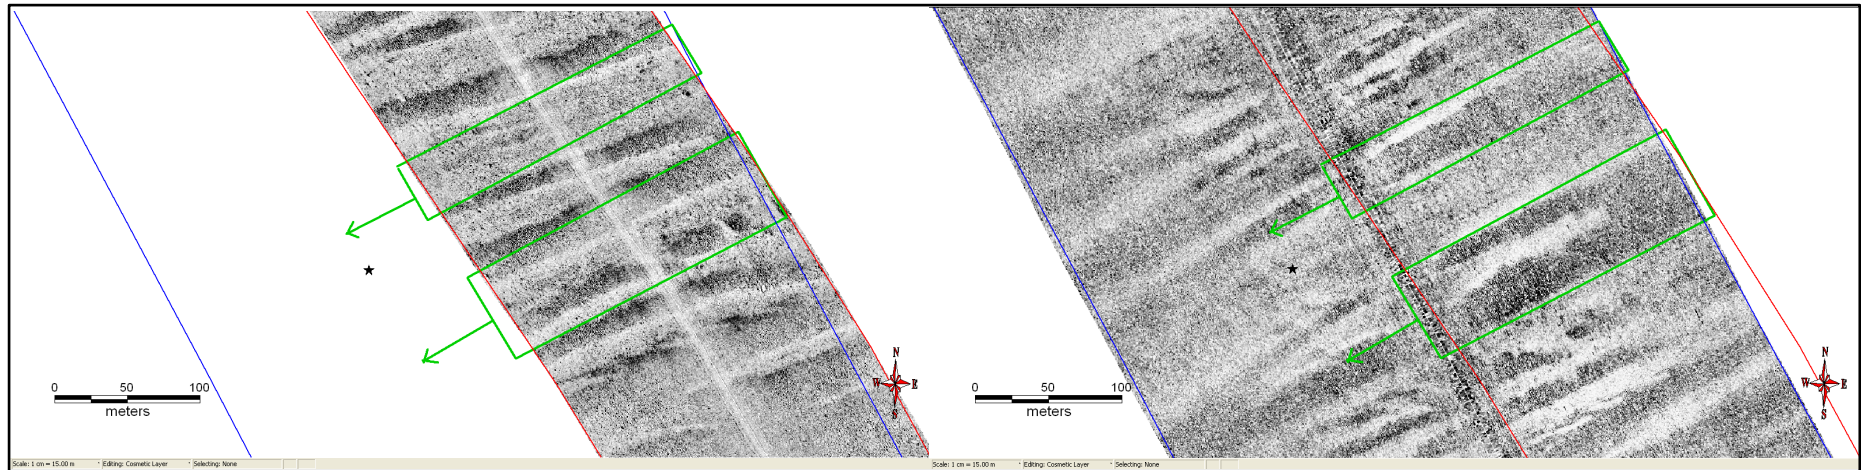 N
W E
S
0 50 100
meters
Scale: 1 cm = 15.00 m Editing: Cosmetic Layer Selecting: None
N
W E
S
0 50 100
meters
Scale: 1 cm = 15.00 m Editing: Cosmetic Layer Selecting: None